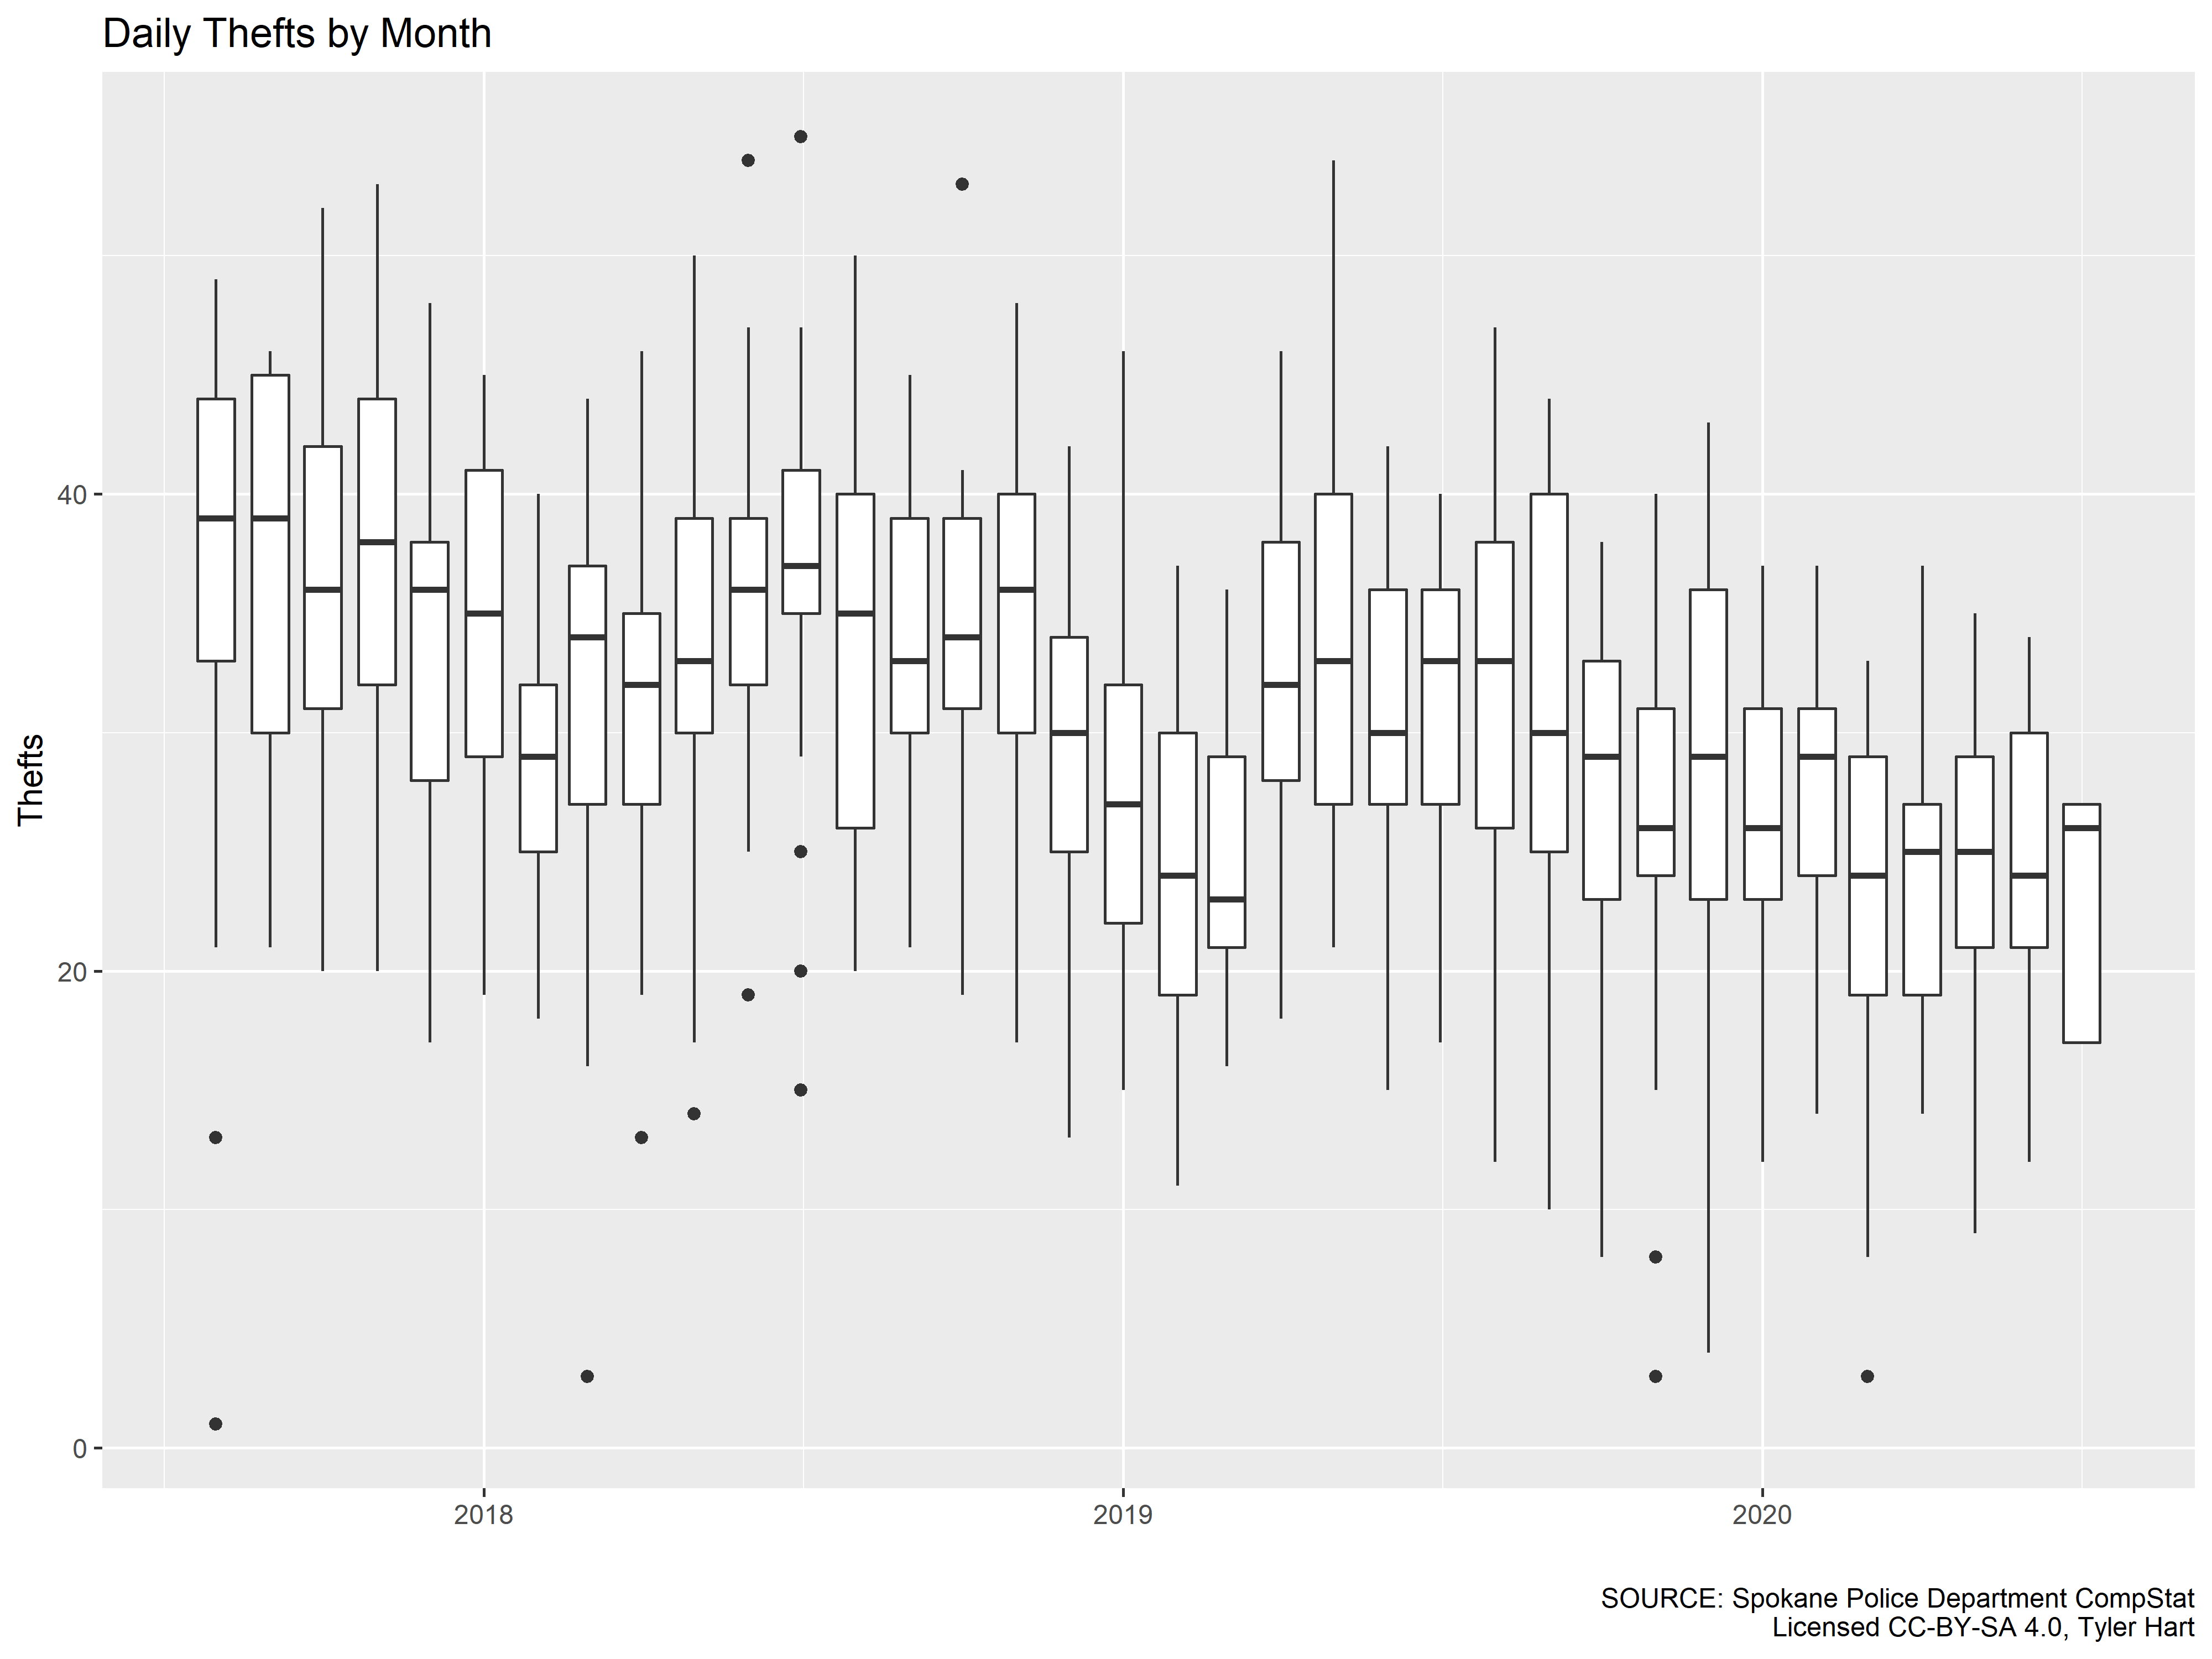 Daily Thefts by Month
Thefts
40
20
0
2018
2019
2020
SOURCE: Spokane Police Department CompStat
Licensed CC-BY-SA 4.0, Tyler Hart